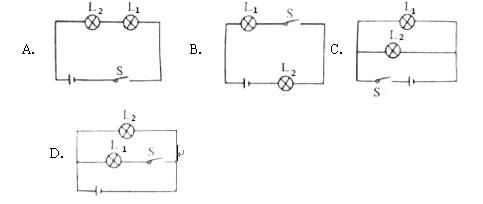 A. L₂ L₁ S
B. L₁ S L₂
C. L₁ L₂ S
D. L₂ L₁ S